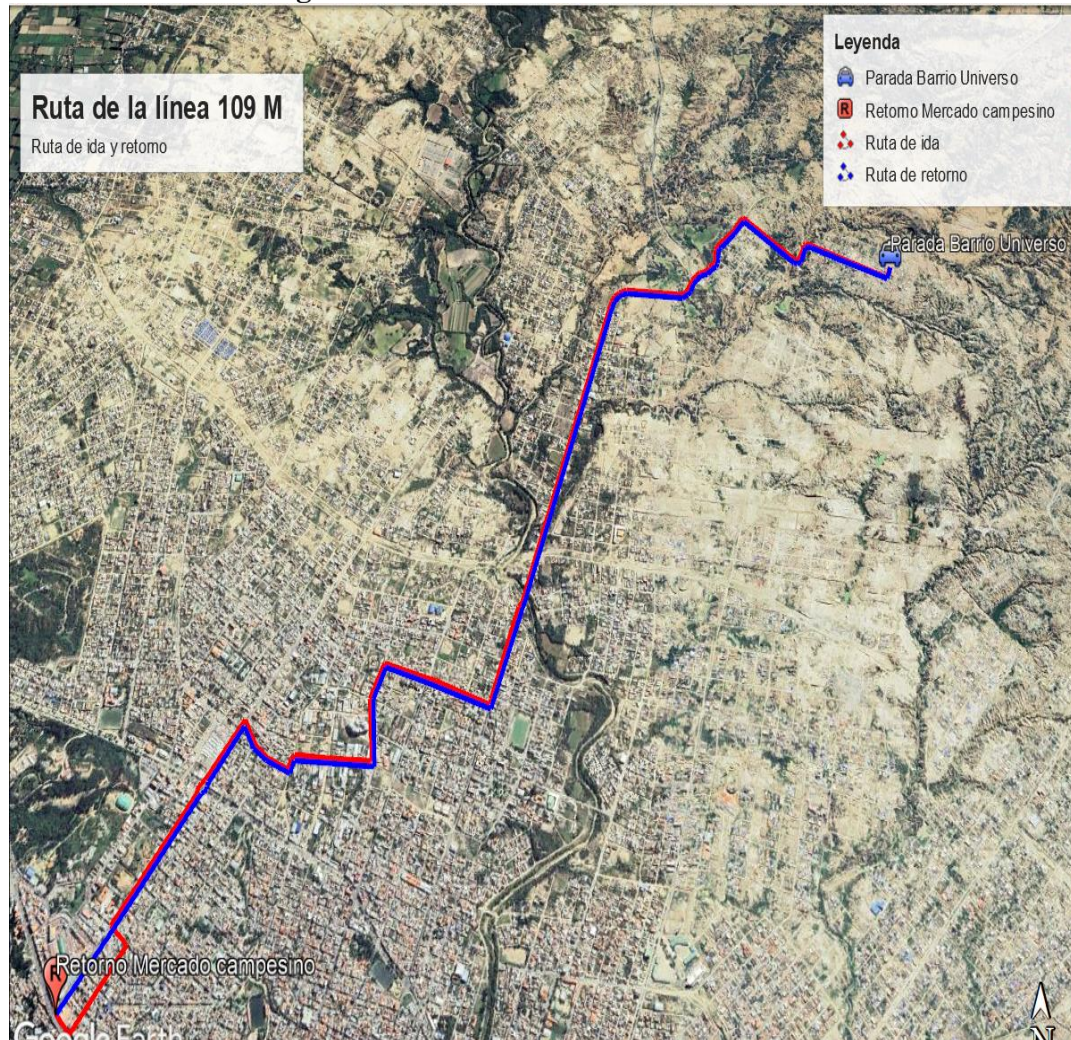 Ruta de la línea 109 M
Ruta de ida y retorno
Leyenda
Parada Barrio Universo
R Retorno Mercado campesino
Ruta de ida
Ruta de retorno
Parada Barrio Universo
R
Retorno Mercado campesino
Google Earth
N